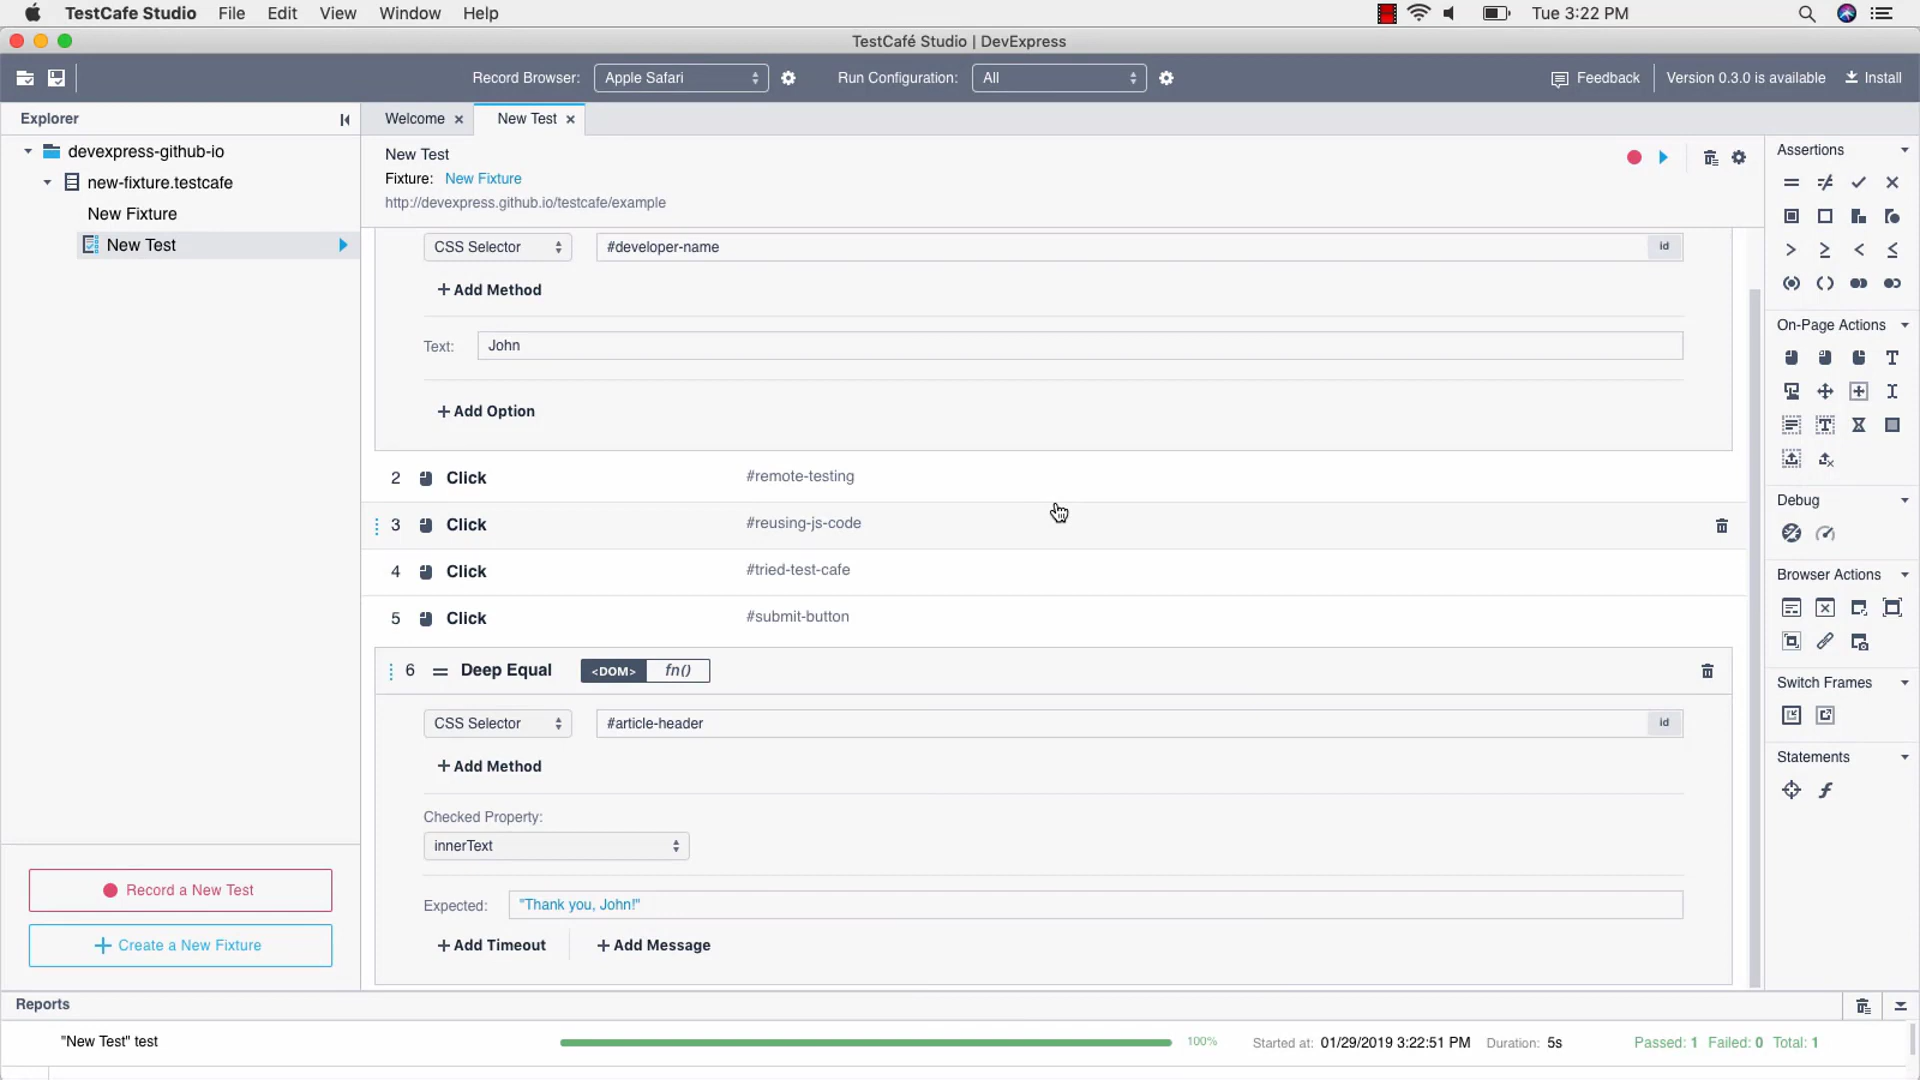 TestCafe Studio File Edit View Window Help Tue 3:22 PM
TestCafé Studio | DevExpress
Record Browser: Apple Safari Run Configuration: All Feedback Version 0.3.0 is available Install
Explorer
devexpress-github-io
new-fixture.testcafe
New Fixture
New Test
Record a New Test
Create a New Fixture
Welcome New Test
New Test
Fixture: New Fixture
http://devexpress.github.io/testcafe/example
CSS Selector #developer-name id
+ Add Method
Text: John
+ Add Option
2 Click #remote-testing
3 Click #reusing-js-code
4 Click #tried-test-cafe
5 Click #submit-button
6 Deep Equal <DOM> fn()
CSS Selector #article-header id
+ Add Method
Checked Property:
innerText
Expected: "Thank you, John!"
+ Add Timeout + Add Message
Assertions
On-Page Actions
Debug
Browser Actions
Switch Frames
Statements
Reports
"New Test" test 100% Started at: 01/29/2019 3:22:51 PM Duration: 5s Passed: 1 Failed: 0 Total: 1